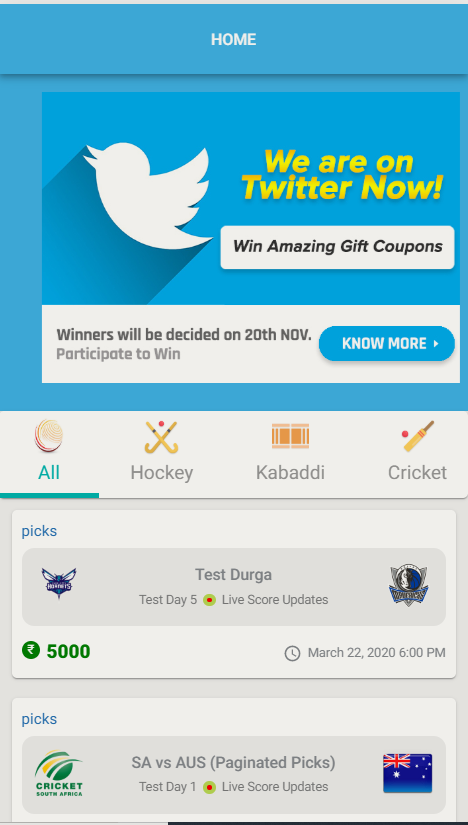 HOME
We are on
Twitter Now!
Win Amazing Gift Coupons
Winners will be decided on 20th NOV.
Participate to Win
KNOW MORE
All
Hockey
Kabaddi
Cricket
picks
HORNETS
Test Durga
Test Day 5 Live Score Updates
₹ 5000
March 22, 2020 6:00 PM
picks
CRICKET
SOUTH AFRICA
SA vs AUS (Paginated Picks)
Test Day 1 Live Score Updates